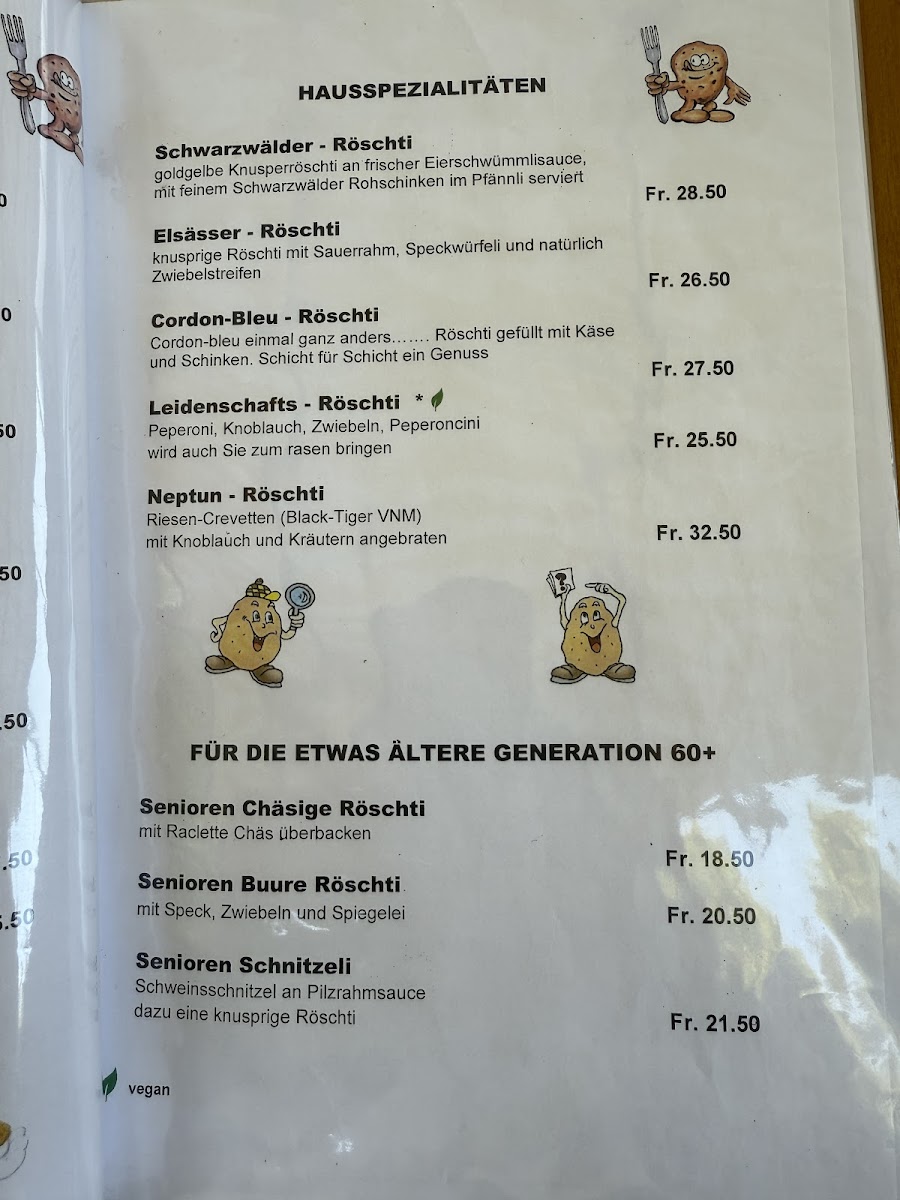 HAUSSPEZIALITÄTEN
Schwarzwälder - Röschti
goldgelbe Knusperröschti an frischer Eierschwümmlisauce,
mit feinem Schwarzwälder Rohschinken im Pfännli serviert
Fr. 28.50
Elsässer - Röschti
knusprige Röschti mit Sauerrahm, Speckwürfeli und natürlich
Zwiebelstreifen
Fr. 26.50
Cordon-Bleu - Röschti
Cordon-bleu einmal ganz anders....... Röschti gefüllt mit Käse
und Schinken. Schicht für Schicht ein Genuss
Fr. 27.50
Leidenschafts - Röschti *
Peperoni, Knoblauch, Zwiebeln, Peperoncini
wird auch Sie zum rasen bringen
Fr. 25.50
Neptun - Röschti
Riesen-Crevetten (Black-Tiger VNM)
mit Knoblauch und Kräutern angebraten
Fr. 32.50
?
FÜR DIE ETWAS ÄLTERE GENERATION 60+
Senioren Chäsige Röschti
mit Raclette Chäs überbacken
Fr. 18.50
Senioren Buure Röschti
mit Speck, Zwiebeln und Spiegelei
Fr. 20.50
Senioren Schnitzeli
Schweinsschnitzel an Pilzrahmsauce
dazu eine knusprige Röschti
Fr. 21.50
vegan